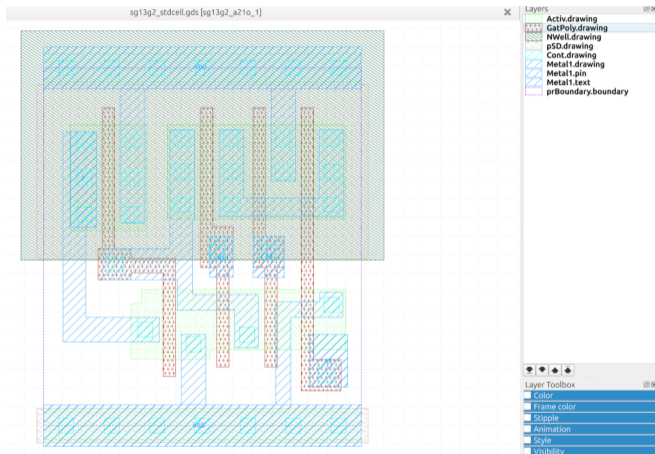 sg13g2_stdcell.gds [sg13g2_a21o_1]
Layers
Activ.drawing
GatPoly.drawing
NWell.drawing
pSD.drawing
Cont.drawing
Metal1.drawing
Metal1.pin
Metal1.text
prBoundary.boundary
Layer Toolbox
Color
Frame color
Stipple
Animation
Style
Visibility